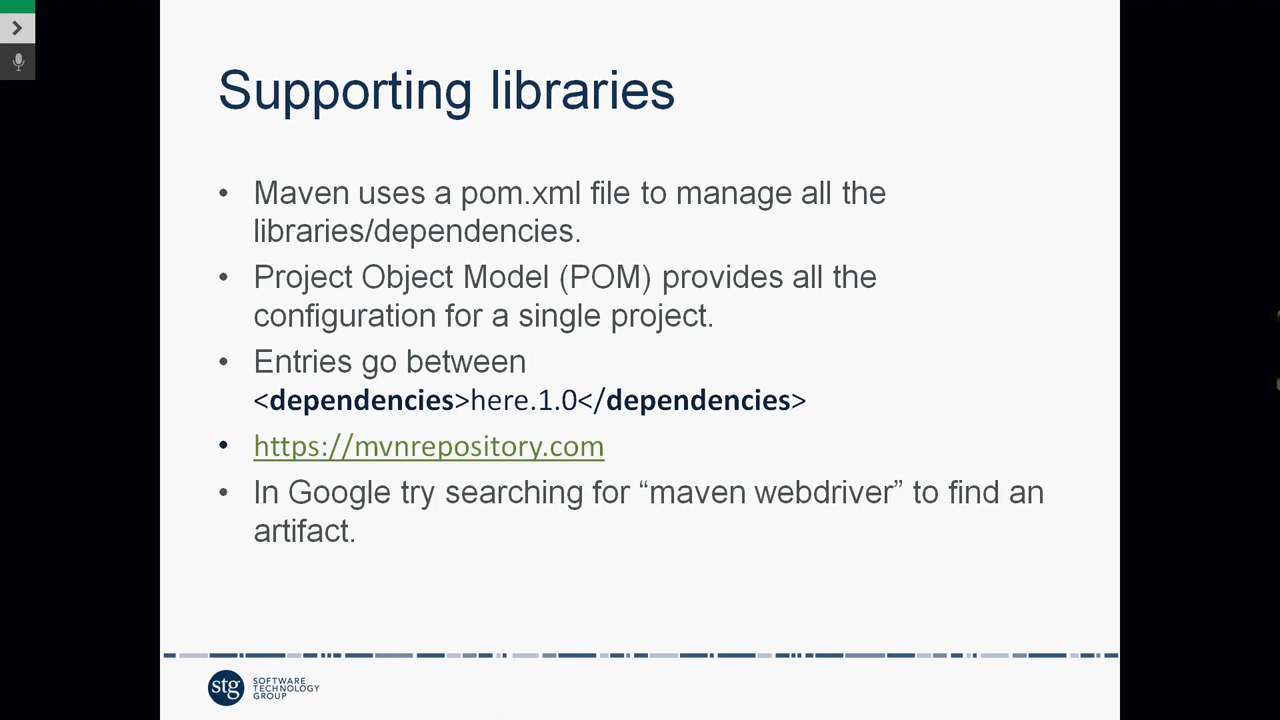 Supporting libraries
• Maven uses a pom.xml file to manage all the
libraries/dependencies.
• Project Object Model (POM) provides all the
configuration for a single project.
• Entries go between
<dependencies>here.1.0</dependencies>
• https://mvnrepository.com
• In Google try searching for “maven webdriver” to find an
artifact.
stg
SOFTWARE
TECHNOLOGY
GROUP